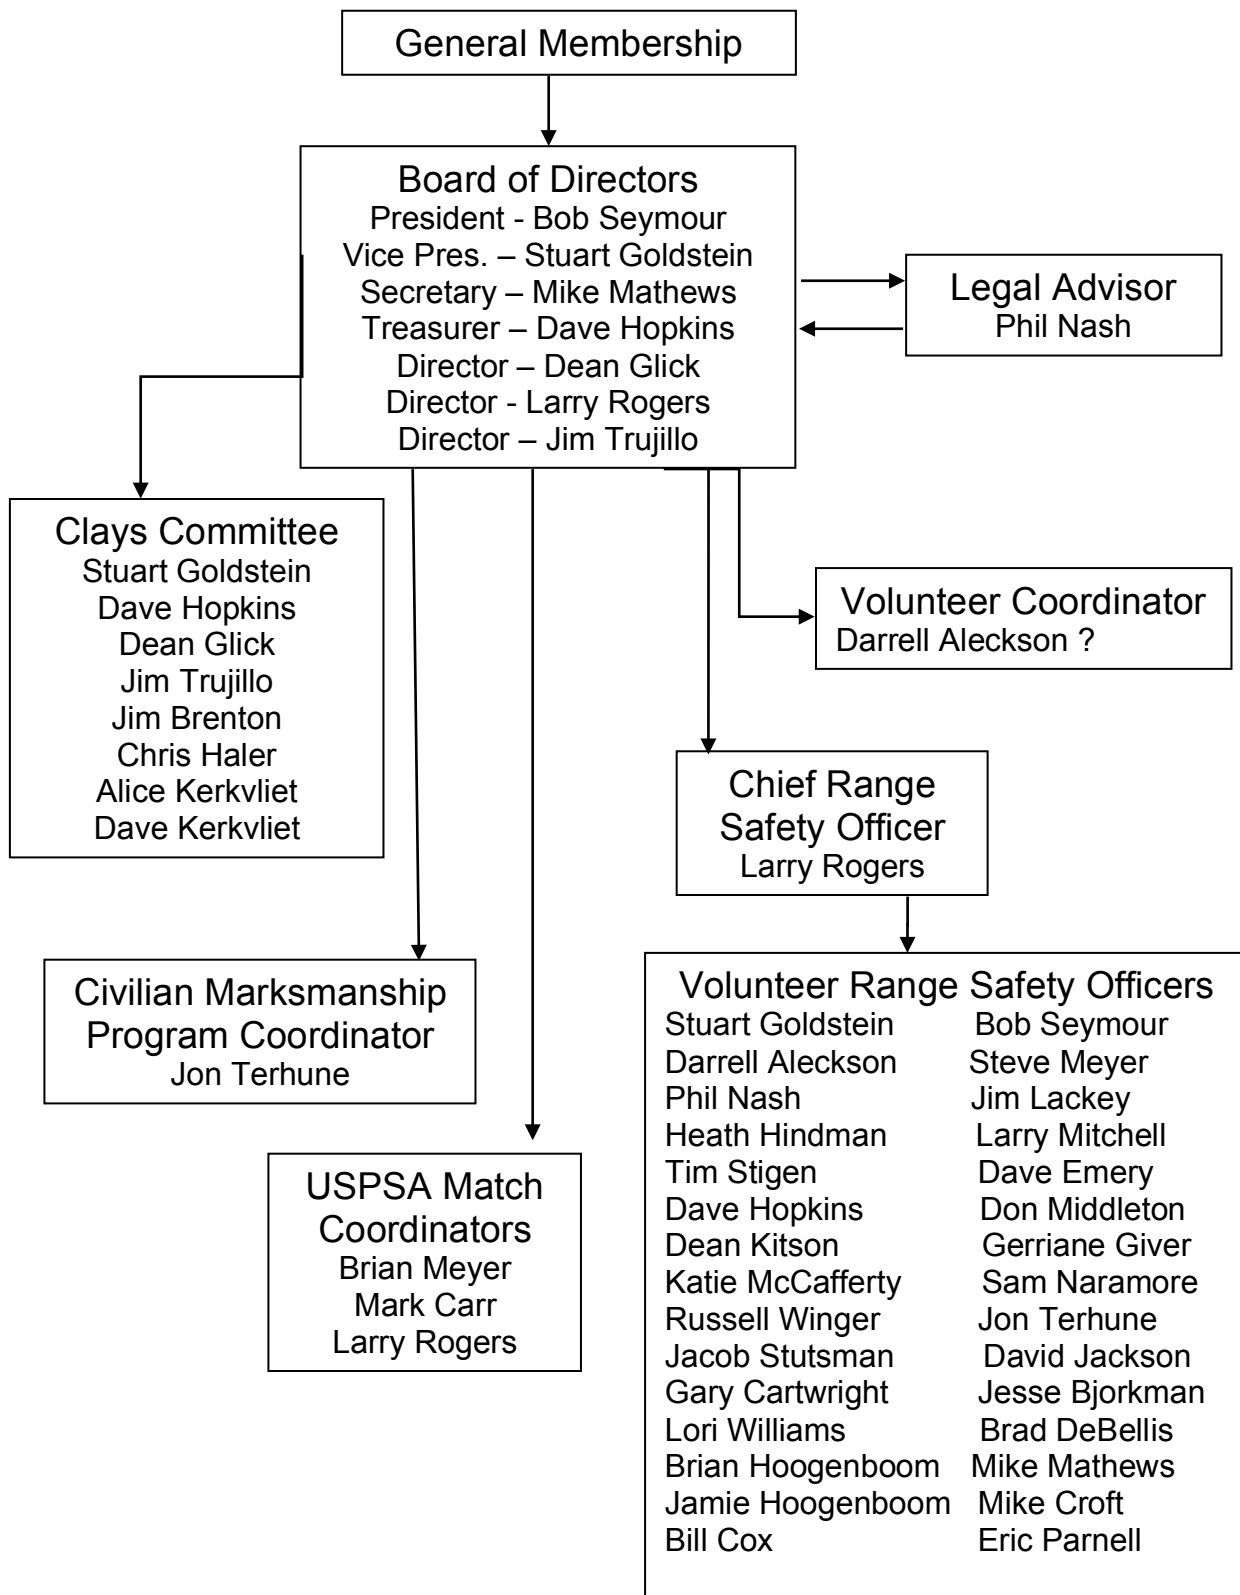 General Membership
Board of Directors
President - Bob Seymour
Vice Pres. – Stuart Goldstein
Secretary – Mike Mathews
Treasurer – Dave Hopkins
Director – Dean Glick
Director - Larry Rogers
Director – Jim Trujillo
Legal Advisor
Phil Nash
Clays Committee
Stuart Goldstein
Dave Hopkins
Dean Glick
Jim Trujillo
Jim Brenton
Chris Haler
Alice Kerkvliet
Dave Kerkvliet
Volunteer Coordinator
Darrell Aleckson ?
Chief Range
Safety Officer
Larry Rogers
Civilian Marksmanship
Program Coordinator
Jon Terhune
USPSA Match
Coordinators
Brian Meyer
Mark Carr
Larry Rogers
Volunteer Range Safety Officers
Stuart Goldstein Bob Seymour
Darrell Aleckson Steve Meyer
Phil Nash Jim Lackey
Heath Hindman Larry Mitchell
Tim Stigen Dave Emery
Dave Hopkins Don Middleton
Dean Kitson Gerriane Giver
Katie McCafferty Sam Naramore
Russell Winger Jon Terhune
Jacob Stutsman David Jackson
Gary Cartwright Jesse Bjorkman
Lori Williams Brad DeBellis
Brian Hoogenboom Mike Mathews
Jamie Hoogenboom Mike Croft
Bill Cox Eric Parnell